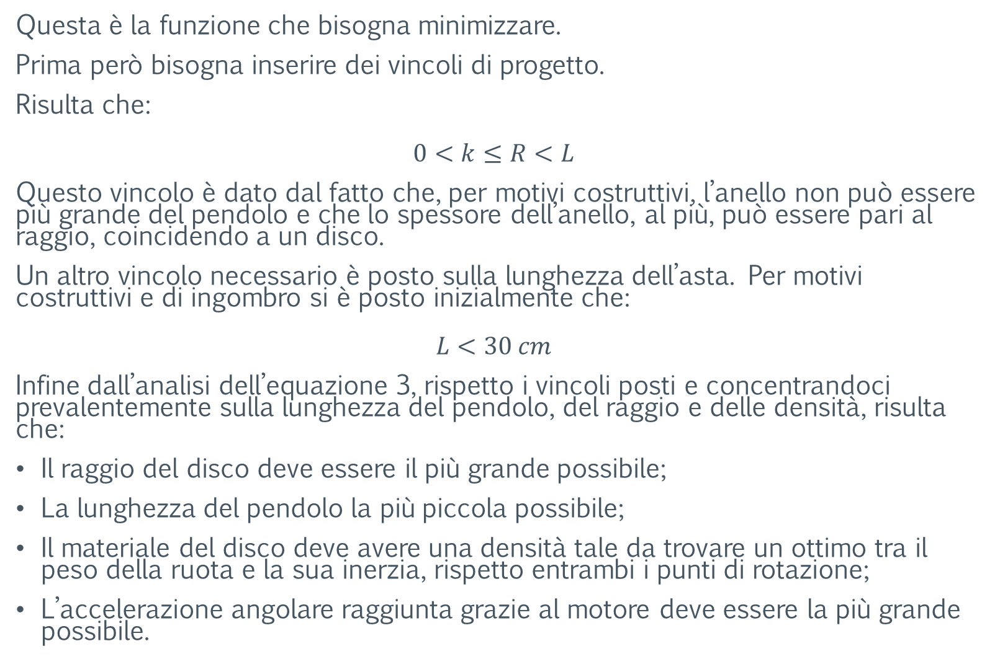 Questa è la funzione che bisogna minimizzare.
Prima però bisogna inserire dei vincoli di progetto.
Risulta che:
0 < k ≤ R < L
Questo vincolo è dato dal fatto che, per motivi costruttivi, l’anello non può essere
più grande del pendolo e che lo spessore dell’anello, al più, può essere pari al
raggio, coincidendo a un disco.
Un altro vincolo necessario è posto sulla lunghezza dell’asta. Per motivi
costruttivi e di ingombro si è posto inizialmente che:
L < 30 cm
Infine dall’analisi dell’equazione 3, rispetto i vincoli posti e concentrandoci
prevalentemente sulla lunghezza del pendolo, del raggio e delle densità, risulta
che:
• Il raggio del disco deve essere il più grande possibile;
• La lunghezza del pendolo la più piccola possibile;
• Il materiale del disco deve avere una densità tale da trovare un ottimo tra il
peso della ruota e la sua inerzia, rispetto entrambi i punti di rotazione;
• L’accelerazione angolare raggiunta grazie al motore deve essere la più grande
possibile.